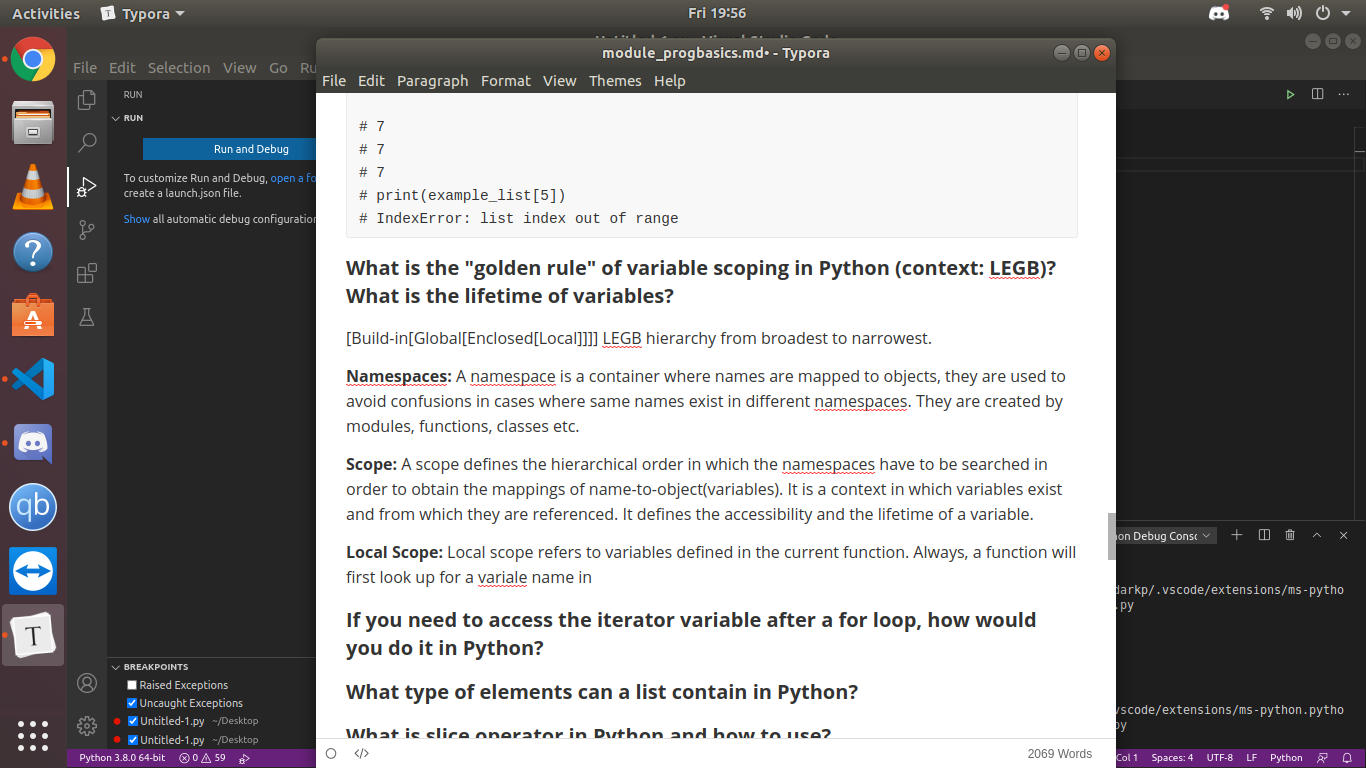 Activities
Typora
Fri 19:56
module_progbasics.md• - Typora
File Edit Selection View Go Ru
File Edit Paragraph Format View Themes Help
RUN
RUN
Run and Debug
To customize Run and Debug, open a fo
create a launch.json file.
Show all automatic debug configuration
# 7
# 7
# 7
# print(example_list[5])
# IndexError: list index out of range
What is the "golden rule" of variable scoping in Python (context: LEGB)?
What is the lifetime of variables?
[Build-in[Global[Enclosed[Local]]]] LEGB hierarchy from broadest to narrowest.
Namespaces: A namespace is a container where names are mapped to objects, they are used to
avoid confusions in cases where same names exist in different namespaces. They are created by
modules, functions, classes etc.
Scope: A scope defines the hierarchical order in which the namespaces have to be searched in
order to obtain the mappings of name-to-object(variables). It is a context in which variables exist
and from which they are referenced. It defines the accessibility and the lifetime of a variable.
Local Scope: Local scope refers to variables defined in the current function. Always, a function will
first look up for a variale name in
If you need to access the iterator variable after a for loop, how would
you do it in Python?
What type of elements can a list contain in Python?
What is slice operator in Python and how to use?
2069 Words
on Debug Consc
darkp/.vscode/extensions/ms-pytho
.py
vscode/extensions/ms-python.pytho
py
BREAKPOINTS
Raised Exceptions
Uncaught Exceptions
Untitled-1.py ~/Desktop
Untitled-1.py ~/Desktop
Python 3.8.0 64-bit 0 59
Col 1 Spaces: 4 UTF-8 LF Python
qb
T